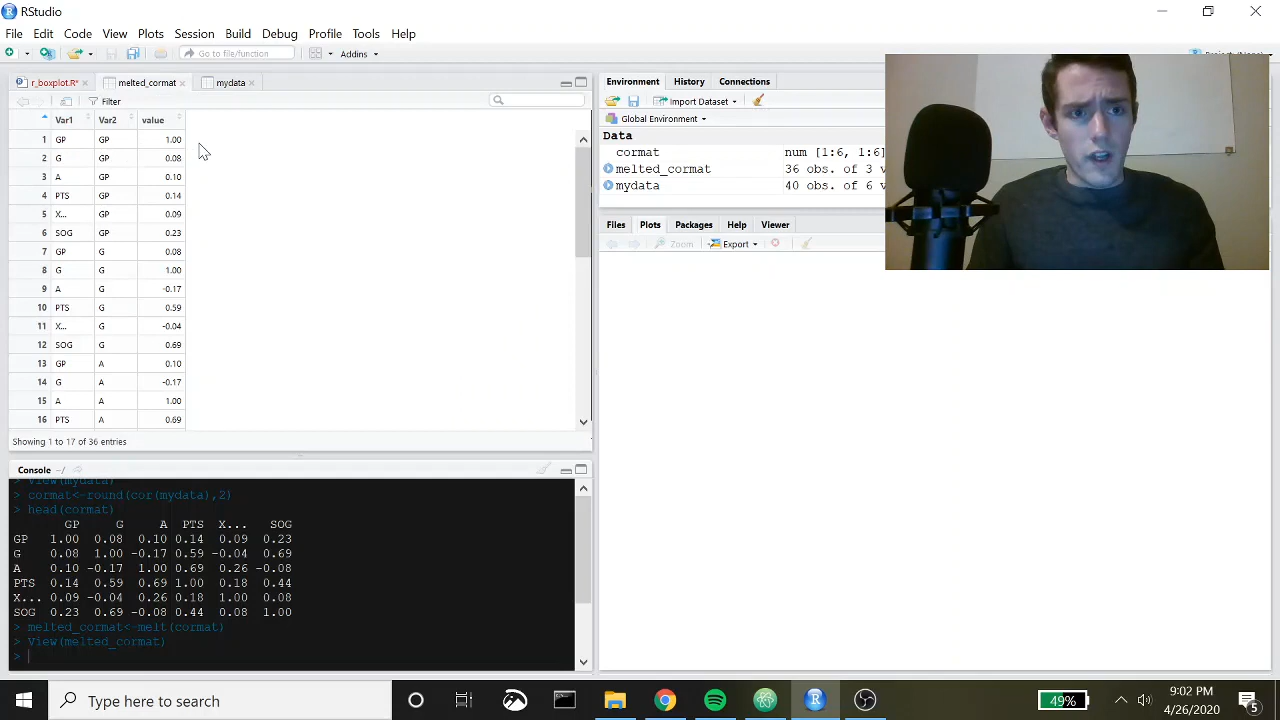 RStudio
File Edit Code View Plots Session Build Debug Profile Tools Help
Go to file/function Addins
r_boxplot.R* melted_cormat mydata
Filter
Var1 Var2 value
1 GP GP 1.00
2 G GP 0.08
3 A GP 0.10
4 PTS GP 0.14
5 X... GP 0.09
6 SOG GP 0.23
7 GP G 0.08
8 G G 1.00
9 A G -0.17
10 PTS G 0.59
11 X... G -0.04
12 SOG G 0.69
13 GP A 0.10
14 G A -0.17
15 A A 1.00
16 PTS A 0.69
Showing 1 to 17 of 36 entries
Console ~/
> View(mydata)
> cormat<-round(cor(mydata),2)
> head(cormat)
GP G A PTS X... SOG
GP 1.00 0.08 0.10 0.14 0.09 0.23
G 0.08 1.00 -0.17 0.59 -0.04 0.69
A 0.10 -0.17 1.00 0.69 0.26 -0.08
PTS 0.14 0.59 0.69 1.00 0.18 0.44
X... 0.09 -0.04 0.26 0.18 1.00 0.08
SOG 0.23 0.69 -0.08 0.44 0.08 1.00
> melted_cormat<-melt(cormat)
> View(melted_cormat)
>
Environment History Connections
Import Dataset
Global Environment
Data
cormat num [1:6, 1:6]
melted_cormat 36 obs. of 3 v
mydata 40 obs. of 6 v
Files Plots Packages Help Viewer
Zoom Export
Type here to search
49%
9:02 PM
4/26/2020
5